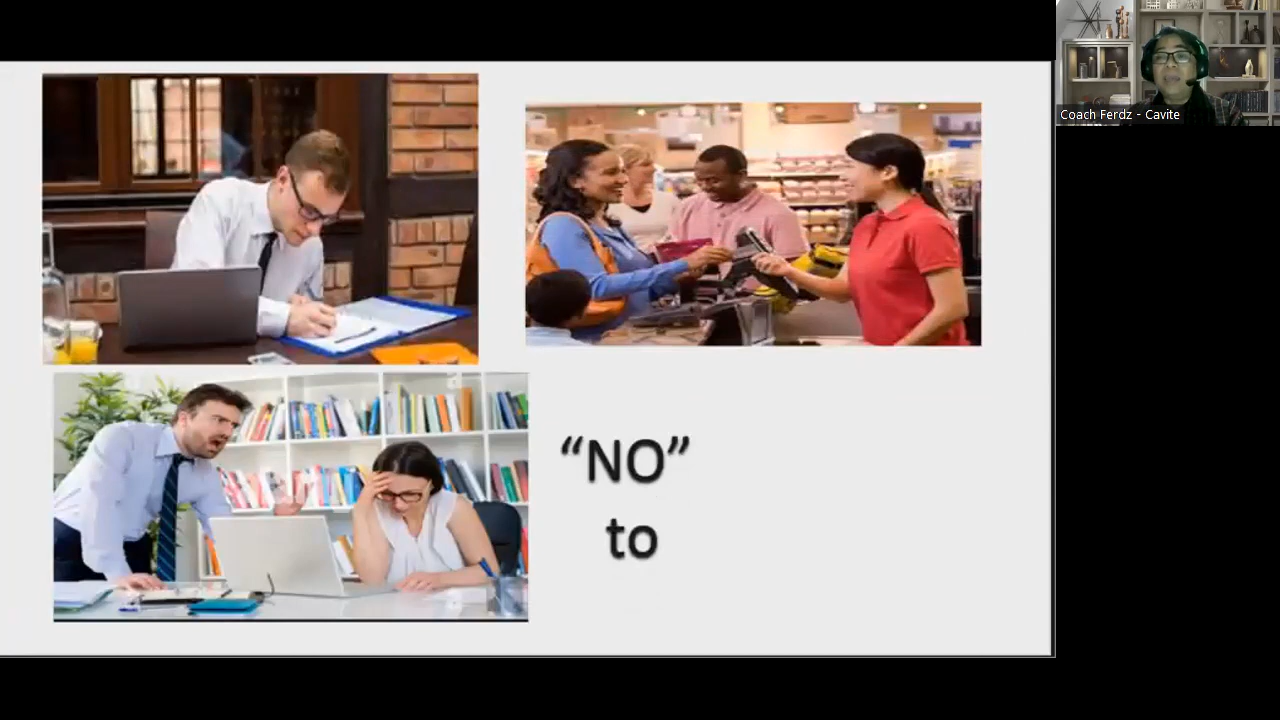 Coach Ferdz - Cavite
“NO”
to